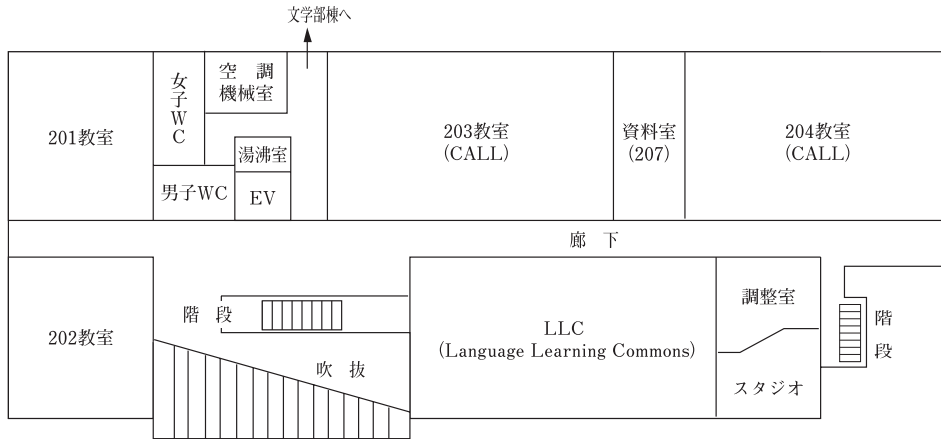 文学部棟へ
201教室
女子WC
空 調
機械室
湯沸室
男子WC
EV
203教室
(CALL)
資料室
(207)
204教室
(CALL)
廊 下
202教室
階 段
吹 抜
LLC
(Language Learning Commons)
調整室
スタジオ
階
段